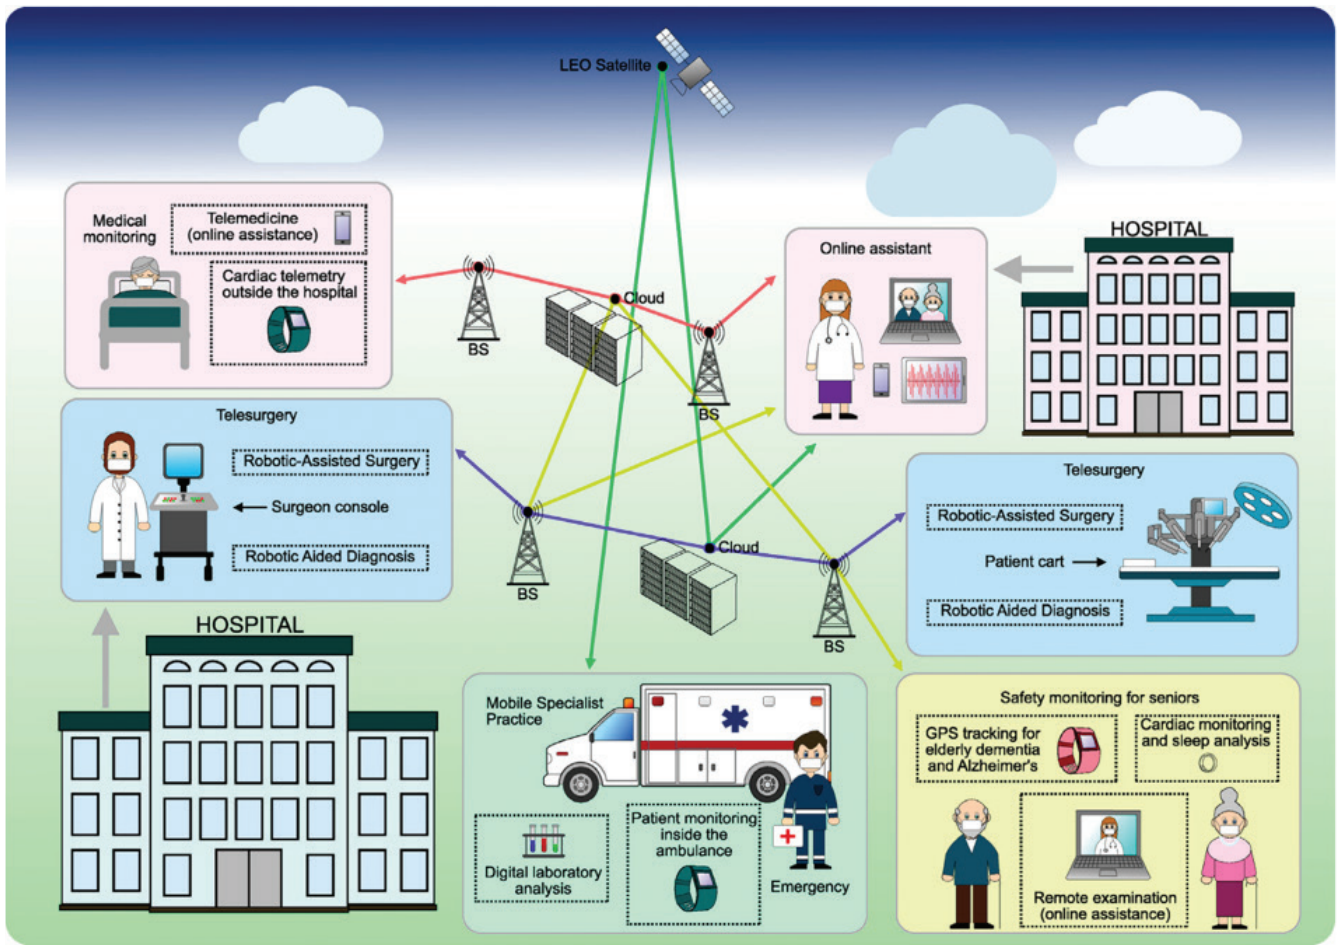 LEO Satellite
Medical
monitoring
Telemedicine
(online assistance)
Cardiac telemetry
outside the hospital
BS
Cloud
BS
Online assistant
HOSPITAL
Telesurgery
Robotic-Assisted Surgery
Surgeon console
Robotic Aided Diagnosis
BS
Cloud
BS
Telesurgery
Robotic-Assisted Surgery
Patient cart
Robotic Aided Diagnosis
HOSPITAL
Mobile Specialist
Practice
Digital laboratory
analysis
Patient monitoring
inside the
ambulance
Emergency
Safety monitoring for seniors
GPS tracking for
elderly dementia
and Alzheimer's
Cardiac monitoring
and sleep analysis
Remote examination
(online assistance)